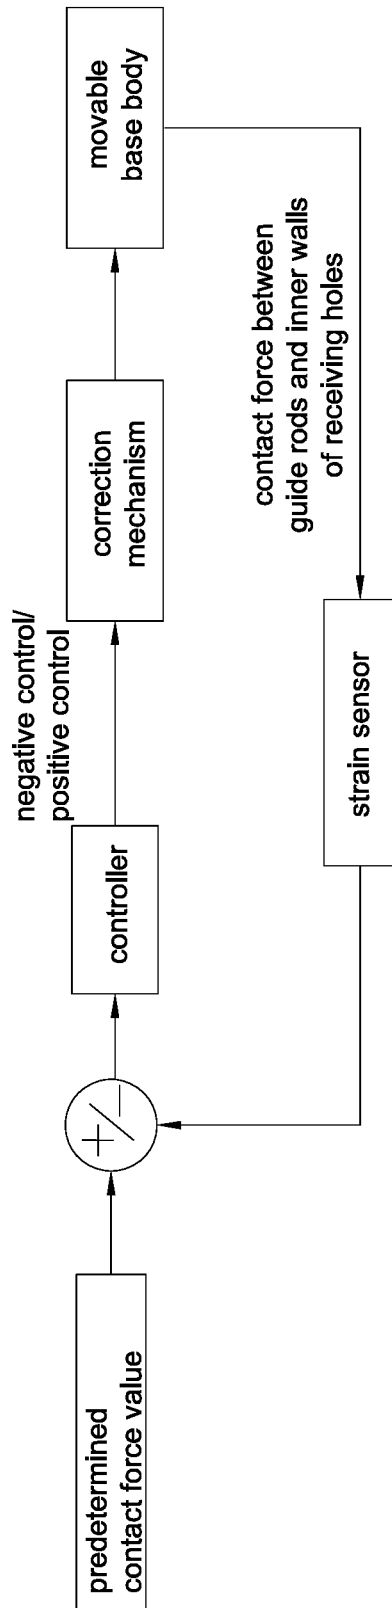 predetermined
contact force value
+/−
controller
negative control/
positive control
correction
mechanism
movable
base body
contact force between
guide rods and inner walls
of receiving holes
strain sensor